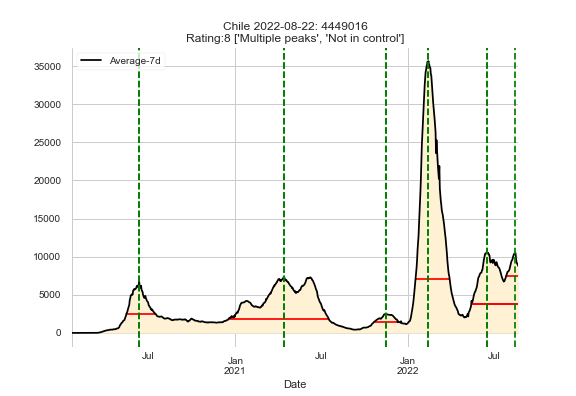 Chile 2022-08-22: 4449016
Rating:8 ['Multiple peaks', 'Not in control']
Average-7d
35000
30000
25000
20000
15000
10000
5000
0
Jul
Jan
2021
Jul
Jan
2022
Jul
Date